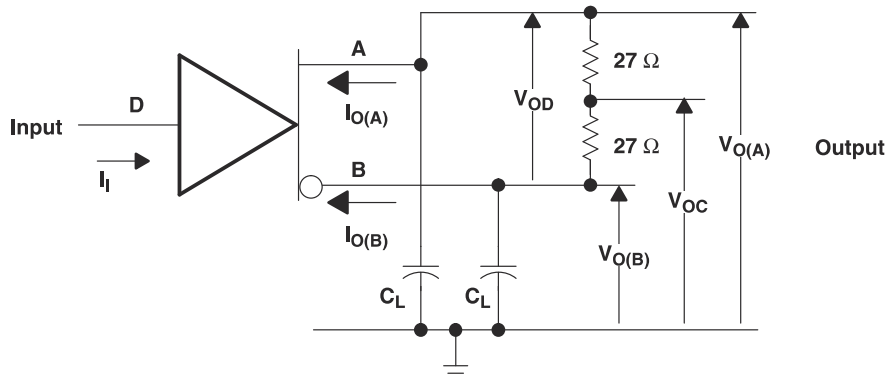 A
27 Ω
D
I_O(A)
V_OD
Input
27 Ω
V_O(A)
Output
I_I
B
V_OC
I_O(B)
V_O(B)
C_L
C_L